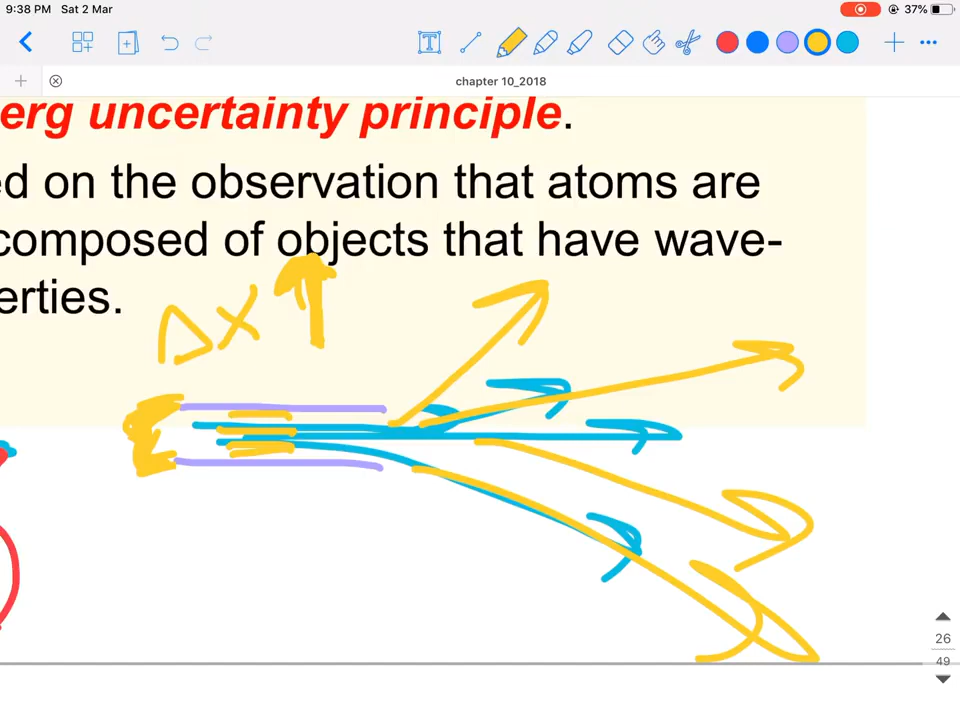 9:38 PM Sat 2 Mar 37%
chapter 10_2018
erg uncertainty principle.
ed on the observation that atoms are
composed of objects that have wave-
erties.
Δ X ↑
26
49